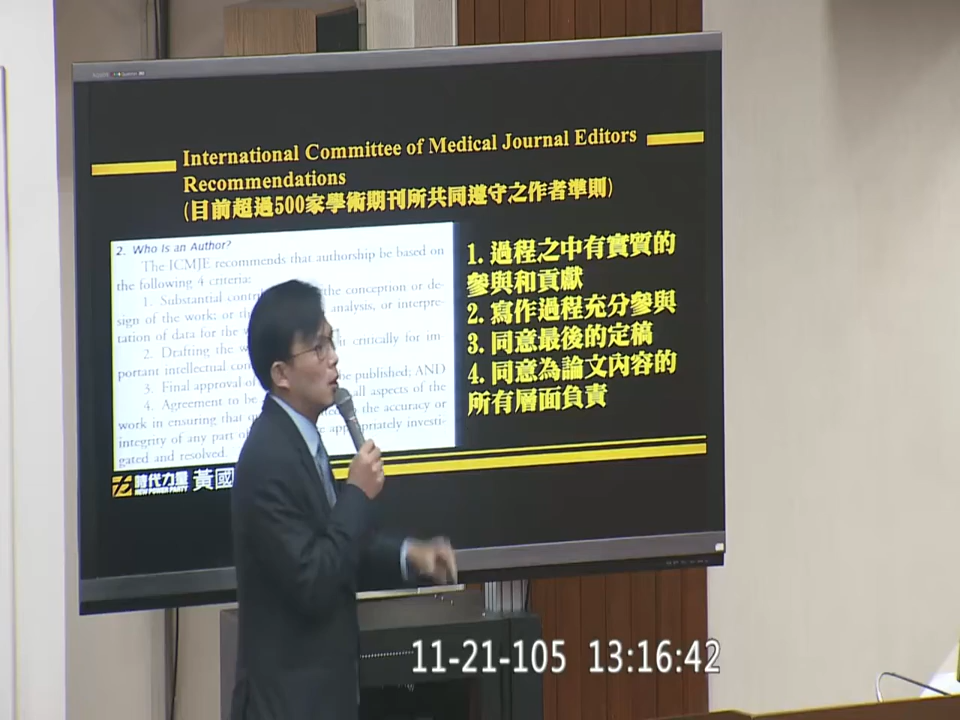 International Committee of Medical Journal Editors
Recommendations
(目前超過500家學術期刊所共同遵守之作者準則)
2. Who Is an Author?
The ICMJE recommends that authorship be based on
the following 4 criteria:
1. Substantial the conception or de-
sign of the work; or analysis, or interpre-
tation of data for the
2. Drafting the it critically for im-
portant intellectual
3. Final approval of be published; AND
4. Agreement to be all aspects of the
work in ensuring that the accuracy or
integrity of any part of appropriately investi-
gated and resolved.
1. 過程之中有實質的
參與和貢獻
2. 寫作過程充分參與
3. 同意最後的定稿
4. 同意為論文內容的
所有層面負責
時代力量 黃國
NEW POWER PARTY
11-21-105 13:16:42